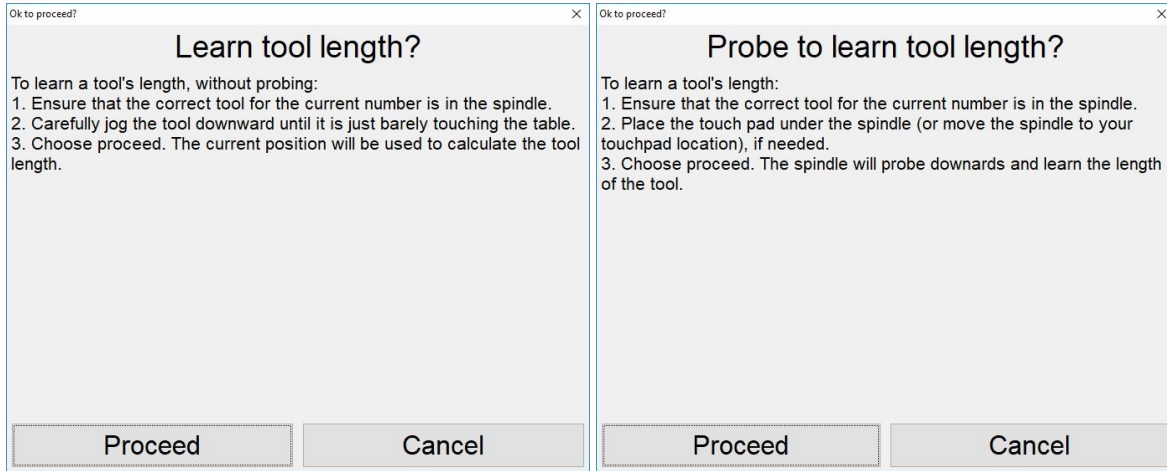 Ok to proceed?
Learn tool length?
To learn a tool's length, without probing:
1. Ensure that the correct tool for the current number is in the spindle.
2. Carefully jog the tool downward until it is just barely touching the table.
3. Choose proceed. The current position will be used to calculate the tool
length.
Proceed
Cancel
Ok to proceed?
Probe to learn tool length?
To learn a tool's length:
1. Ensure that the correct tool for the current number is in the spindle.
2. Place the touch pad under the spindle (or move the spindle to your
touchpad location), if needed.
3. Choose proceed. The spindle will probe downards and learn the length
of the tool.
Proceed
Cancel